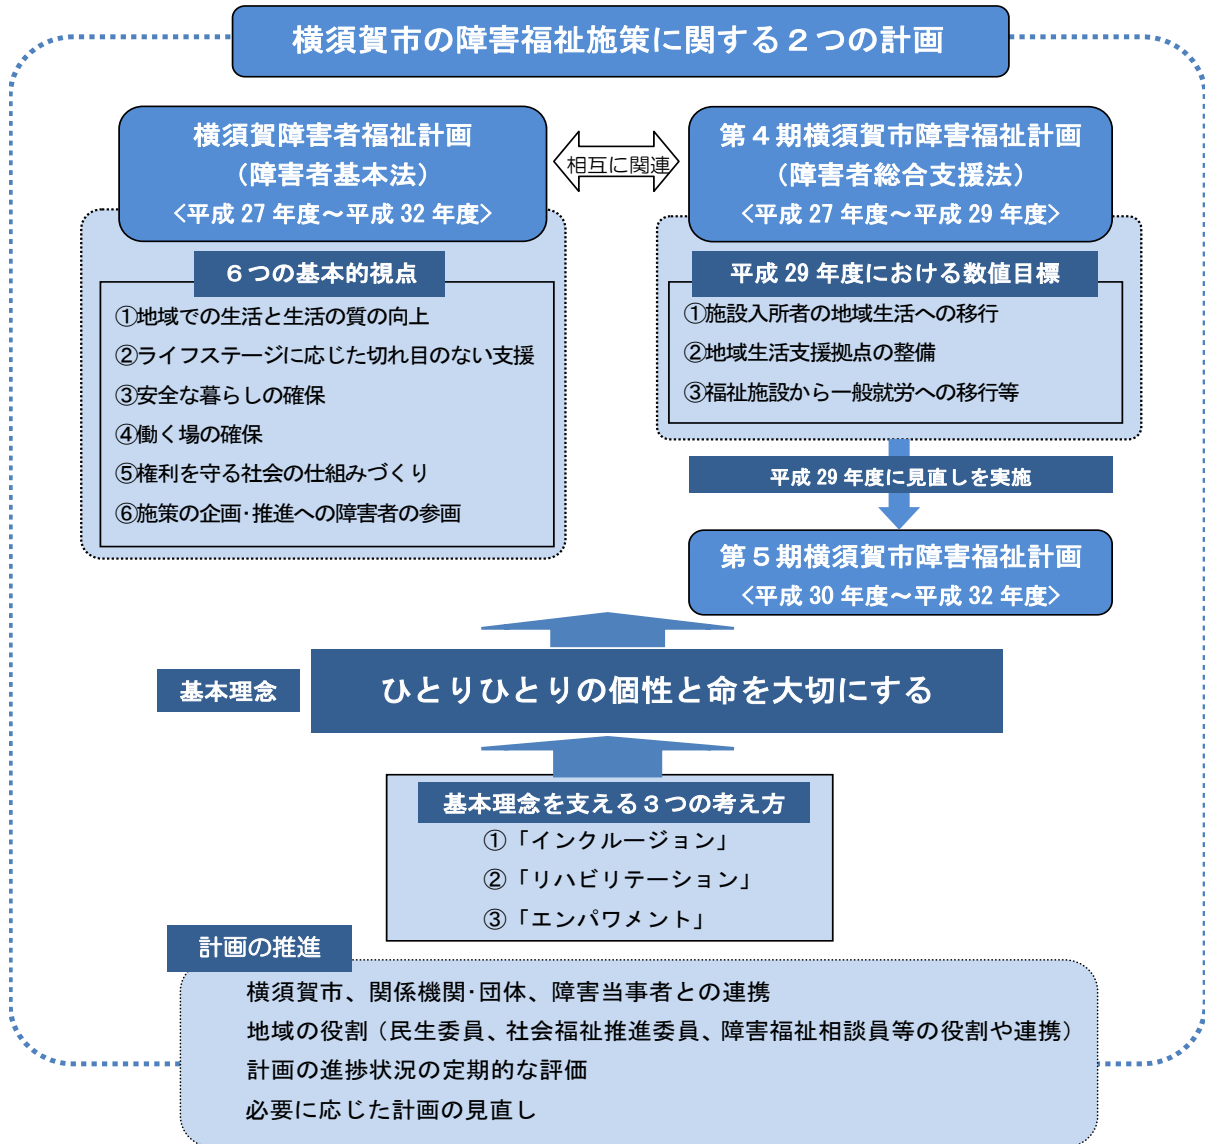 横須賀市の障害福祉施策に関する２つの計画
横須賀障害者福祉計画
（障害者基本法）
<平成 27 年度～平成 32 年度>
相互に関連
第４期横須賀市障害福祉計画
（障害者総合支援法）
<平成 27 年度～平成 29 年度>
６つの基本的視点
①地域での生活と生活の質の向上
②ライフステージに応じた切れ目のない支援
③安全な暮らしの確保
④働く場の確保
⑤権利を守る社会の仕組みづくり
⑥施策の企画･推進への障害者の参画
平成 29 年度における数値目標
①施設入所者の地域生活への移行
②地域生活支援拠点の整備
③福祉施設から一般就労への移行等
平成 29 年度に見直しを実施
第５期横須賀市障害福祉計画
<平成 30 年度～平成 32 年度>
基本理念
ひとりひとりの個性と命を大切にする
基本理念を支える３つの考え方
①「インクルージョン」
②「リハビリテーション」
③「エンパワメント」
計画の推進
横須賀市、関係機関･団体、障害当事者との連携
地域の役割（民生委員、社会福祉推進委員、障害福祉相談員等の役割や連携）
計画の進捗状況の定期的な評価
必要に応じた計画の見直し